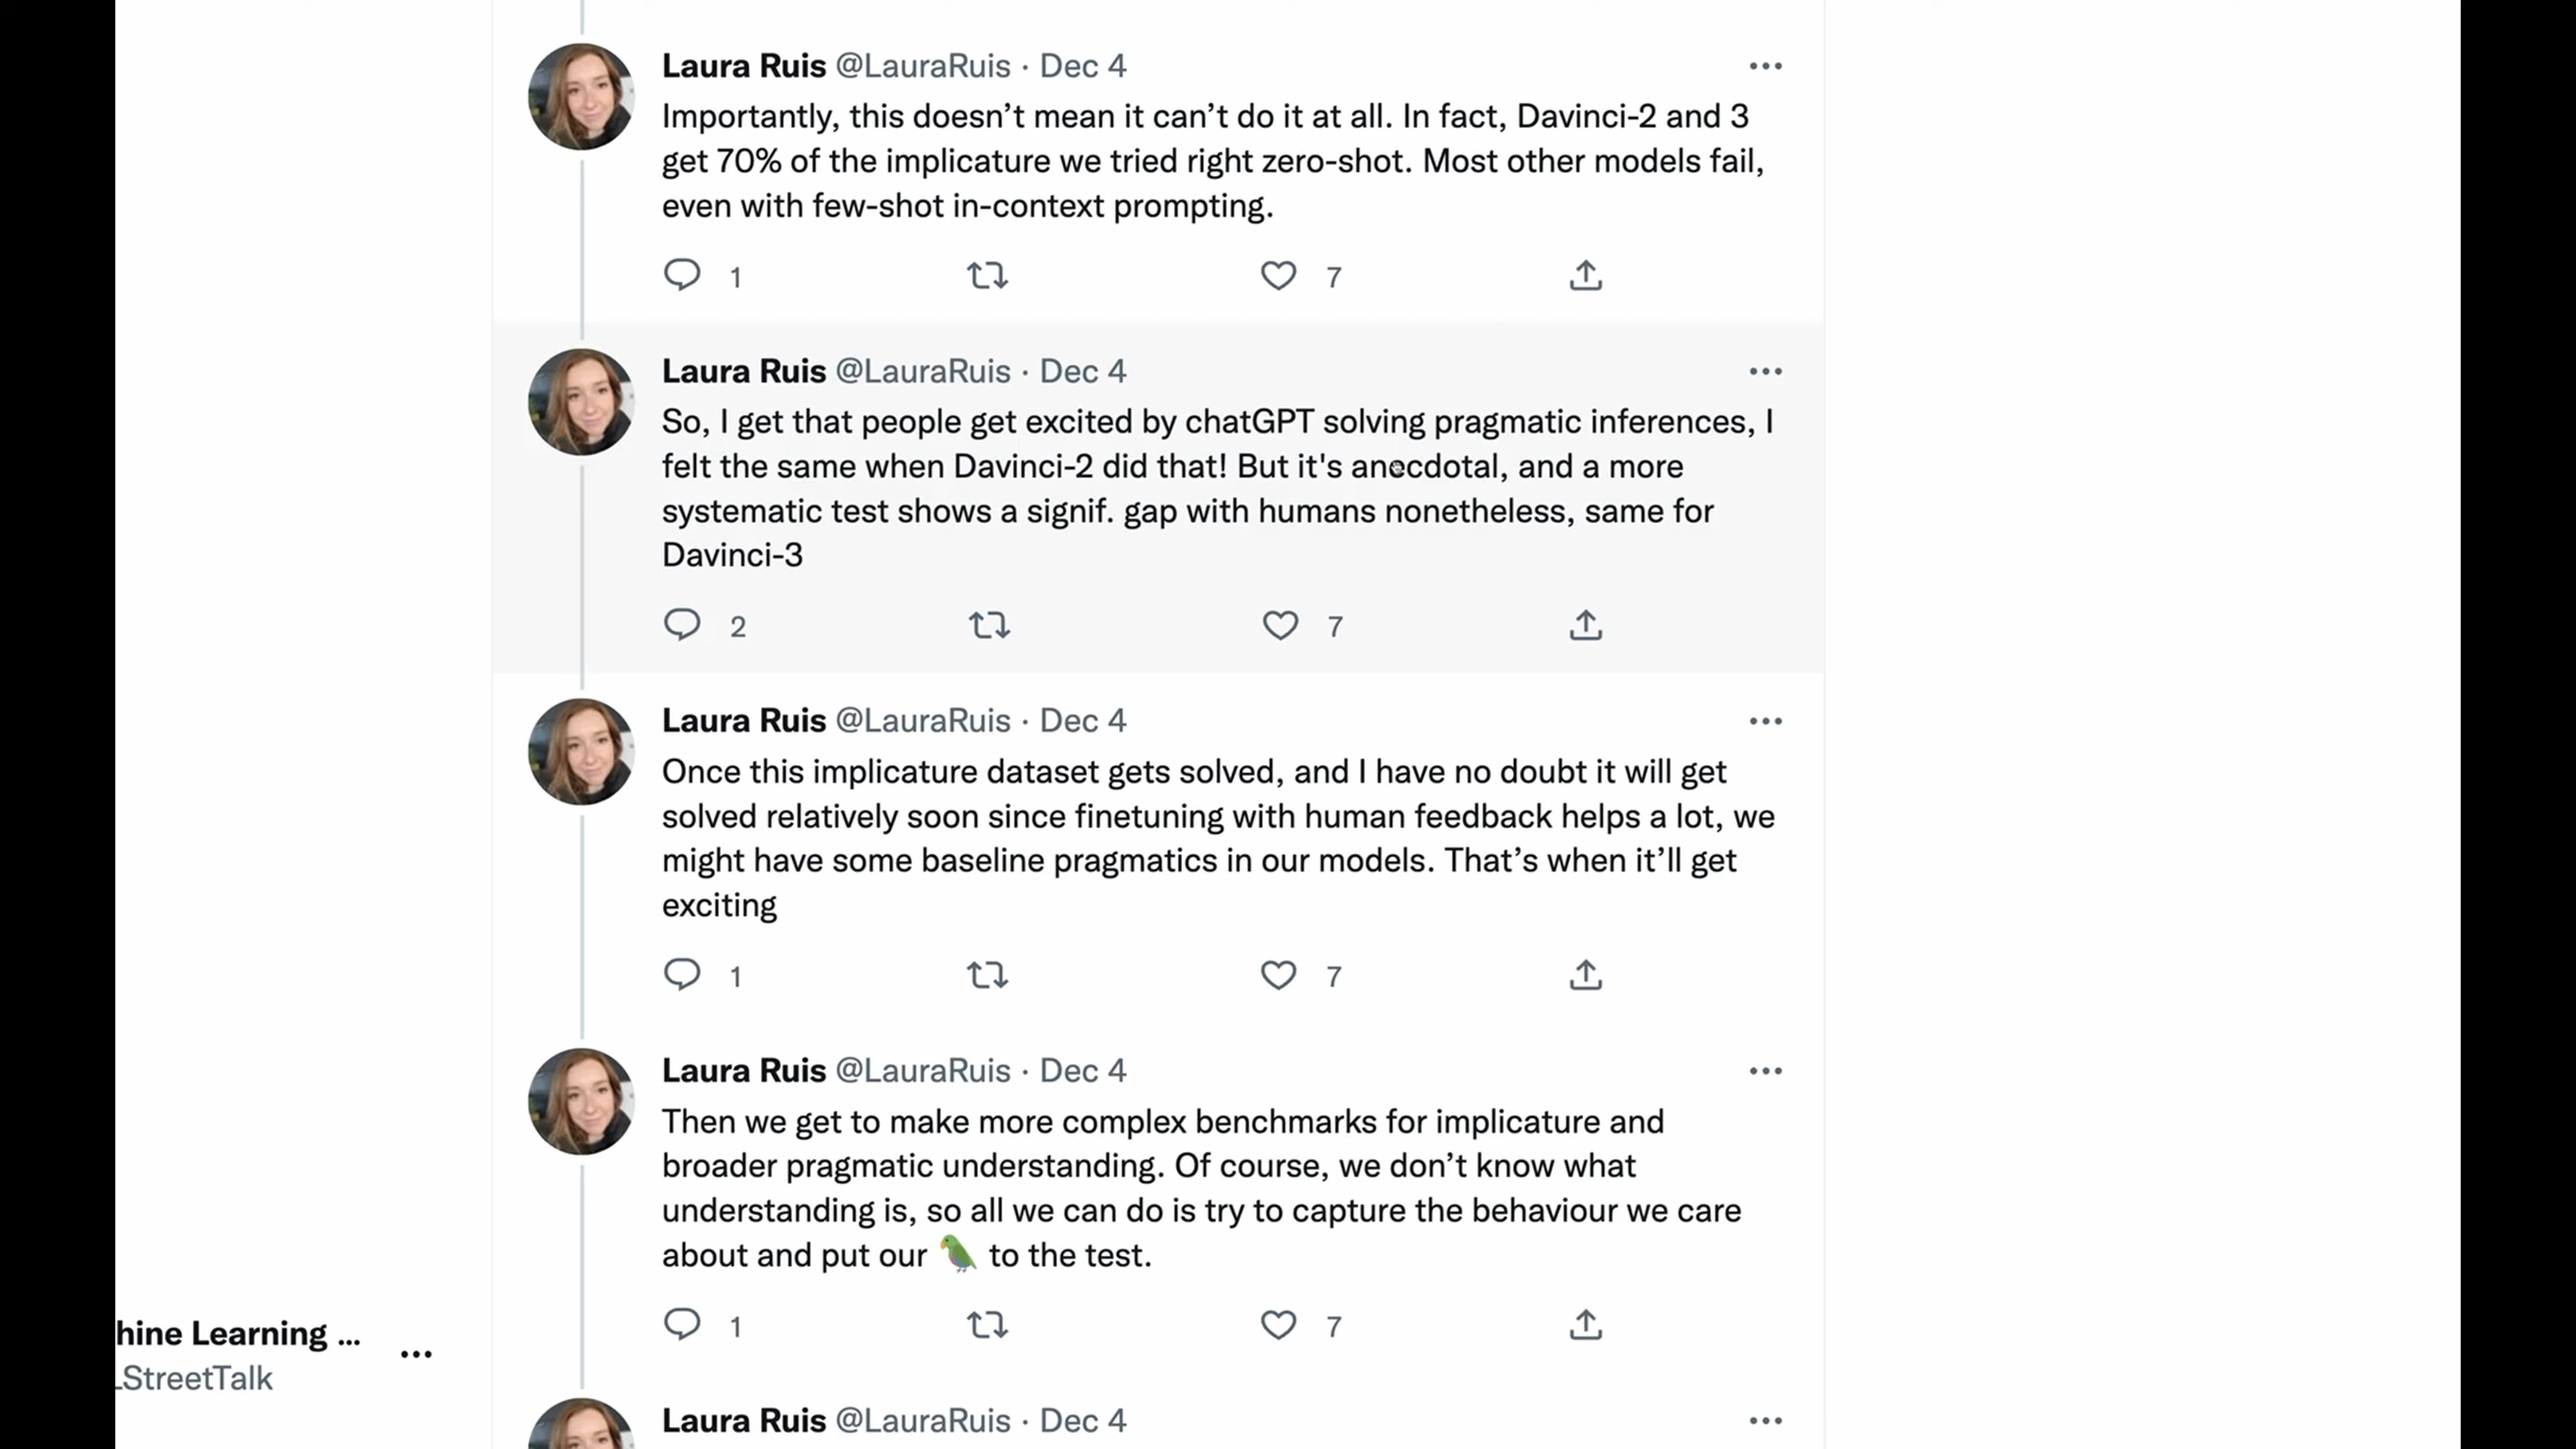 Laura Ruis @LauraRuis · Dec 4
Importantly, this doesn’t mean it can’t do it at all. In fact, Davinci-2 and 3
get 70% of the implicature we tried right zero-shot. Most other models fail,
even with few-shot in-context prompting.
1 7
Laura Ruis @LauraRuis · Dec 4
So, I get that people get excited by chatGPT solving pragmatic inferences, I
felt the same when Davinci-2 did that! But it's anecdotal, and a more
systematic test shows a signif. gap with humans nonetheless, same for
Davinci-3
2 7
Laura Ruis @LauraRuis · Dec 4
Once this implicature dataset gets solved, and I have no doubt it will get
solved relatively soon since finetuning with human feedback helps a lot, we
might have some baseline pragmatics in our models. That’s when it’ll get
exciting
1 7
Laura Ruis @LauraRuis · Dec 4
Then we get to make more complex benchmarks for implicature and
broader pragmatic understanding. Of course, we don’t know what
understanding is, so all we can do is try to capture the behaviour we care
about and put our 🦜 to the test.
1 7
hine Learning ...
LStreetTalk
Laura Ruis @LauraRuis · Dec 4